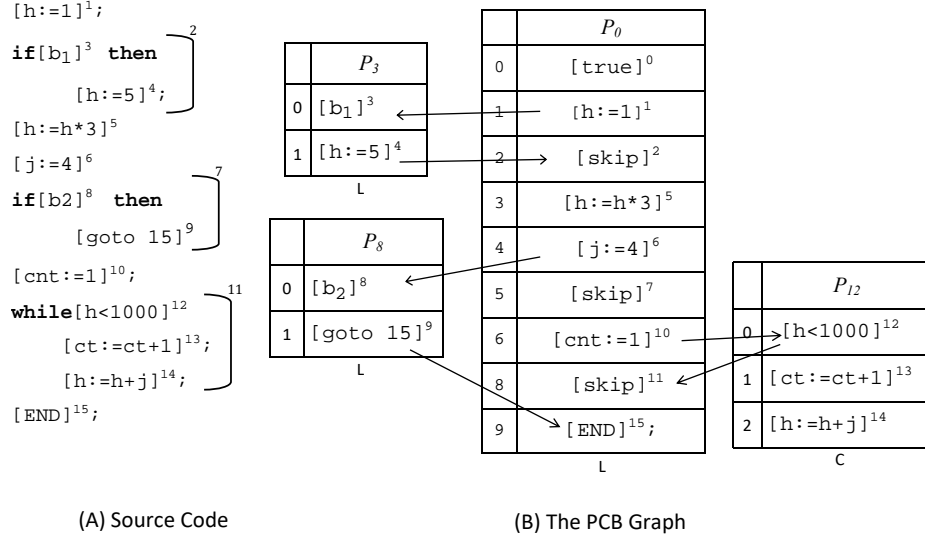 [h:=1]¹;
2
if[b₁]³ then
[h:=5]⁴;
[h:=h*3]⁵
[j:=4]⁶
7
if[b2]⁸ then
[goto 15]⁹
[cnt:=1]¹⁰;
11
while[h<1000]¹²
[ct:=ct+1]¹³;
[h:=h+j]¹⁴;
[END]¹⁵;
P₃
0 [b₁]³
1 [h:=5]⁴
L
P₈
0 [b₂]⁸
1 [goto 15]⁹
L
P₀
0 [true]⁰
1 [h:=1]¹
2 [skip]²
3 [h:=h*3]⁵
4 [j:=4]⁶
5 [skip]⁷
6 [cnt:=1]¹⁰
8 [skip]¹¹
9 [END]¹⁵;
L
P₁₂
0 [h<1000]¹²
1 [ct:=ct+1]¹³
2 [h:=h+j]¹⁴
C
(A) Source Code
(B) The PCB Graph